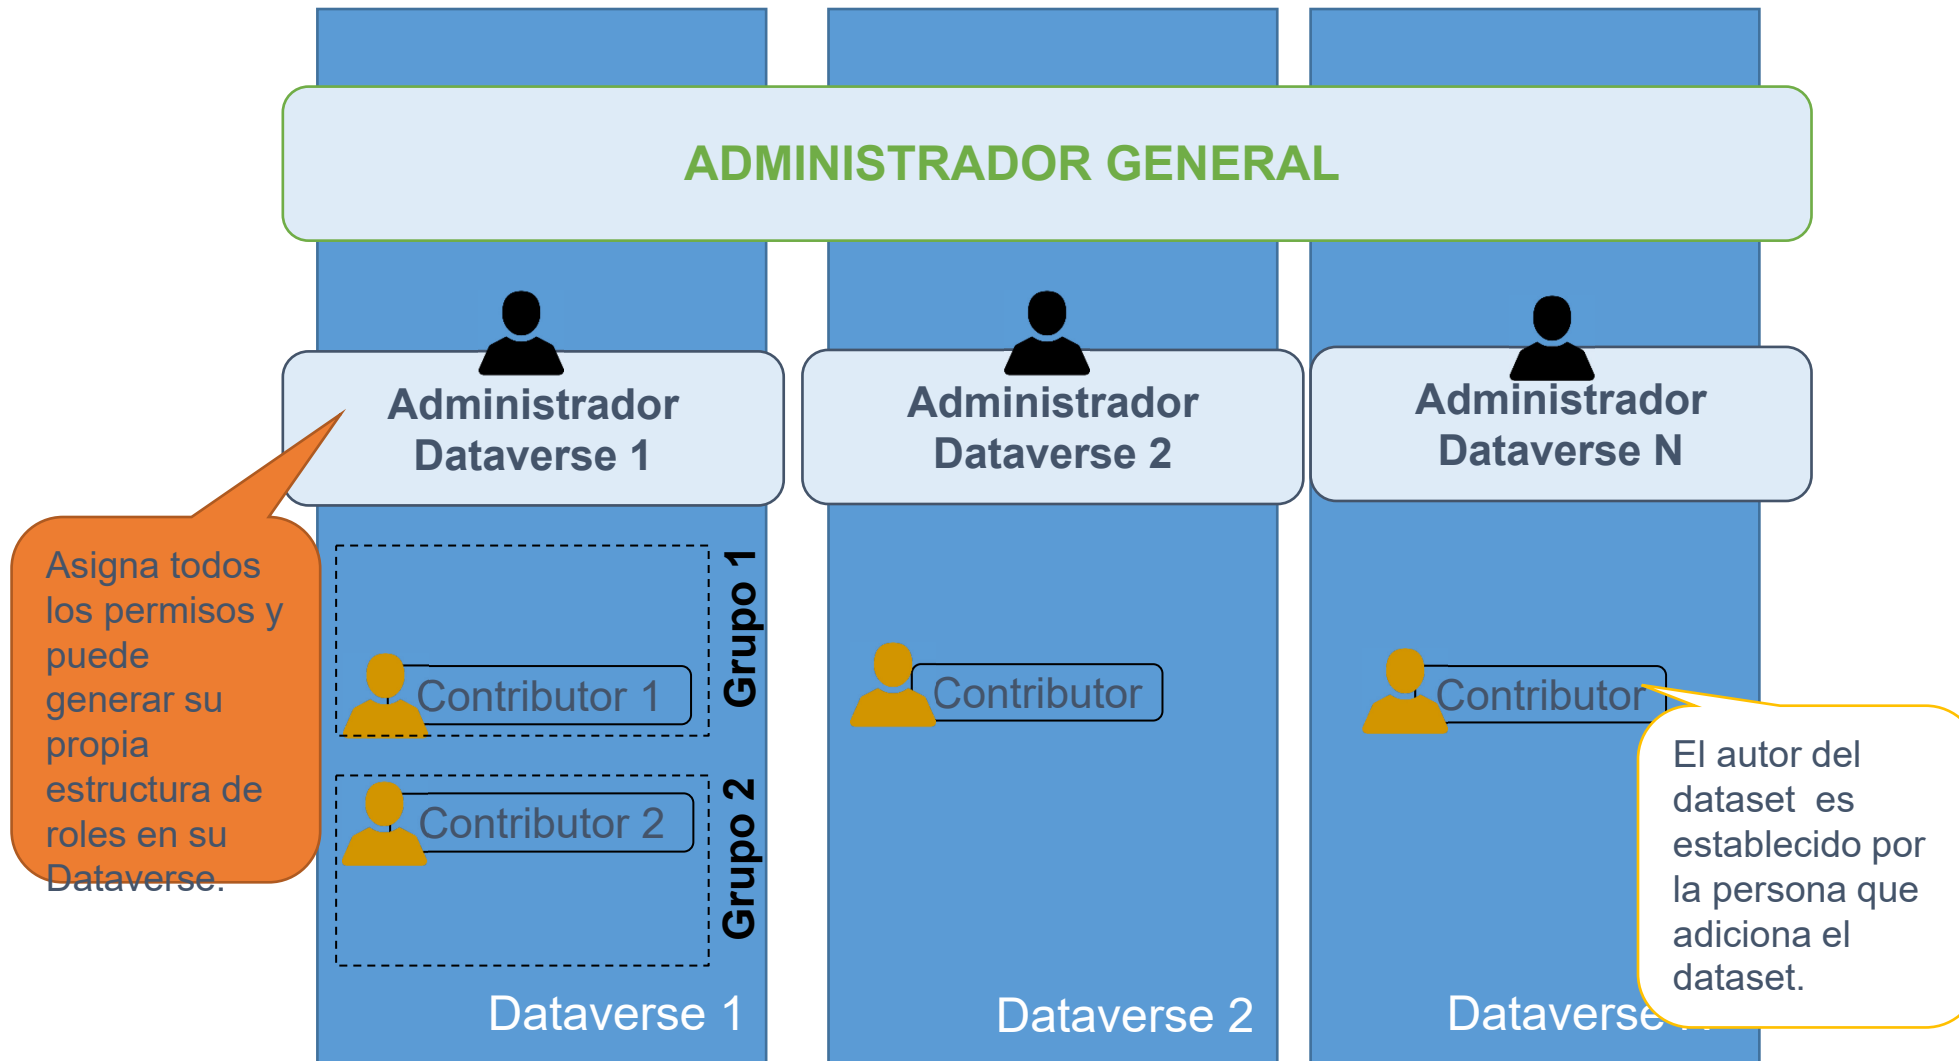 ADMINISTRADOR GENERAL
Administrador
Dataverse 1
Administrador
Dataverse 2
Administrador
Dataverse N
Asigna todos
los permisos y
puede
generar su
propia
estructura de
roles en su
Dataverse.
Grupo 1
Contributor 1
Grupo 2
Contributor 2
Contributor
Contributor
El autor del
dataset es
establecido por
la persona que
adiciona el
dataset.
Dataverse 1
Dataverse 2
Dataverse